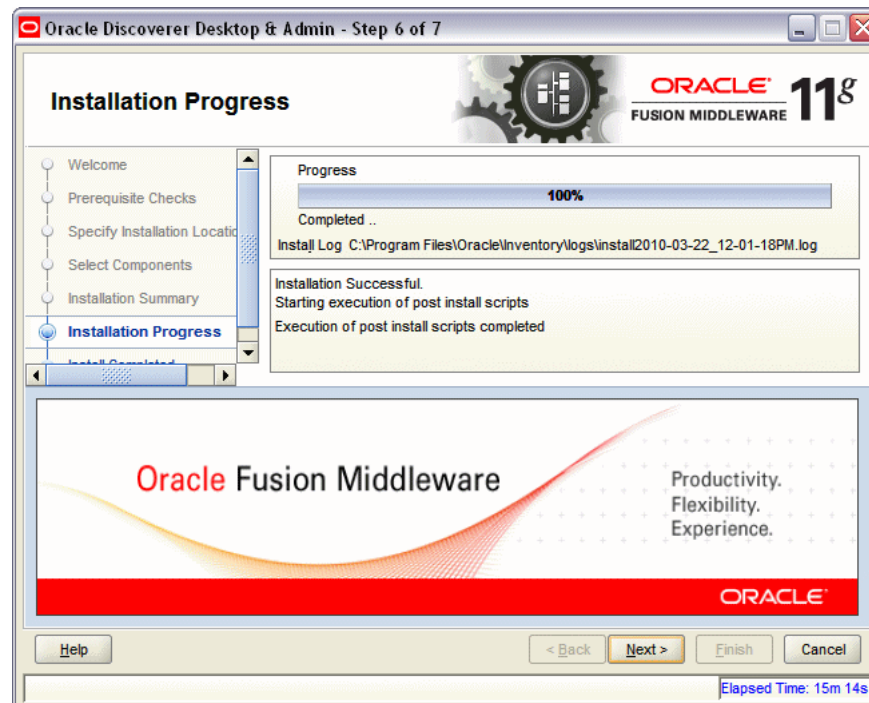 Oracle Discoverer Desktop & Admin - Step 6 of 7
Installation Progress
ORACLE
FUSION MIDDLEWARE
11g
Welcome
Prerequisite Checks
Specify Installation Locatio
Select Components
Installation Summary
Installation Progress
Install Completed
Progress
100%
Completed ..
Install Log C:\Program Files\Oracle\Inventory\logs\install2010-03-22_12-01-18PM.log
Installation Successful.
Starting execution of post install scripts
Execution of post install scripts completed
Oracle Fusion Middleware
Productivity.
Flexibility.
Experience.
ORACLE
Help
< Back
Next >
Finish
Cancel
Elapsed Time: 15m 14s